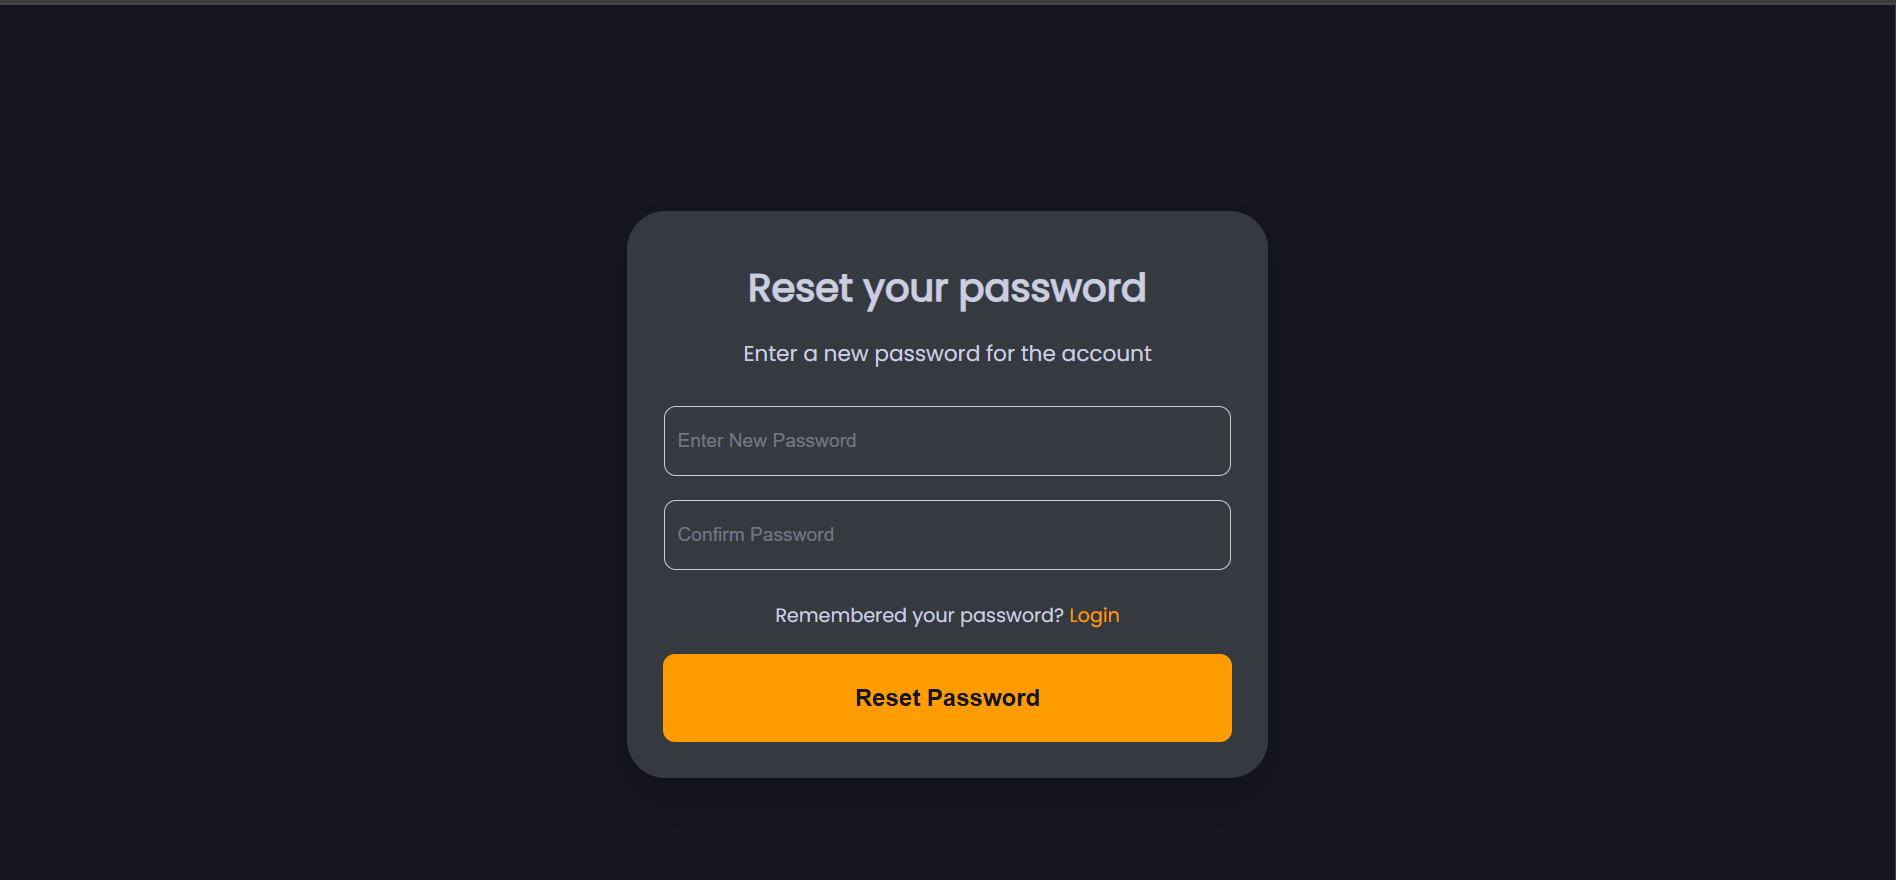 Reset your password
Enter a new password for the account
Enter New Password
Confirm Password
Remembered your password? Login
Reset Password